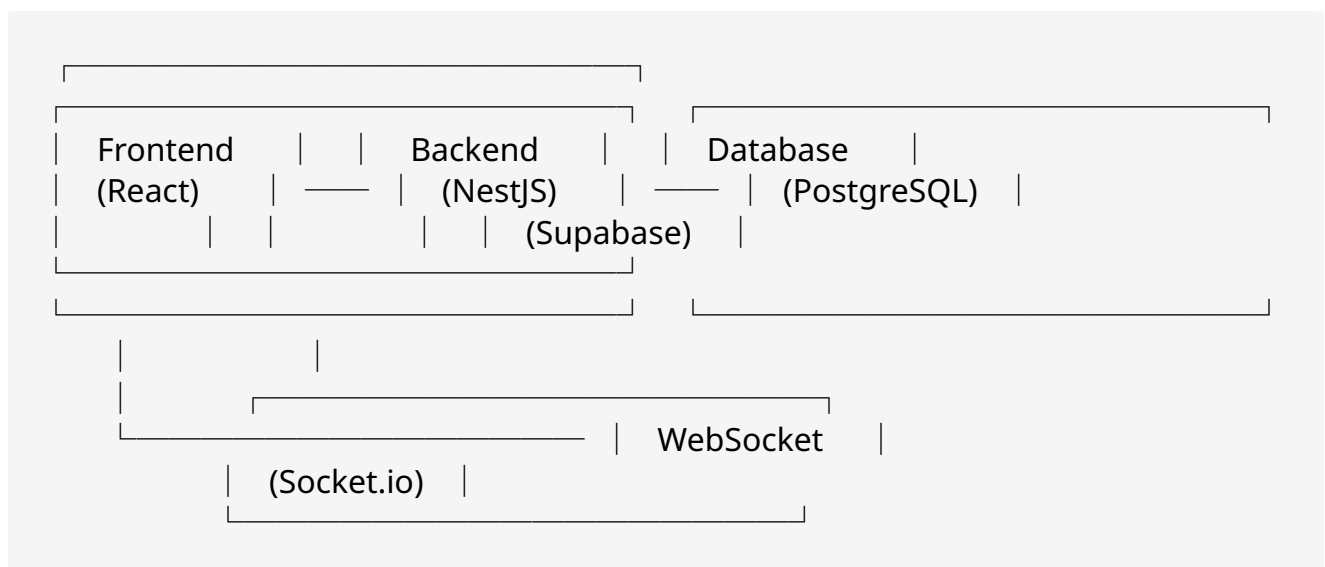 Frontend Backend Database
(React) (NestJS) (PostgreSQL)
(Supabase)
WebSocket
(Socket.io)